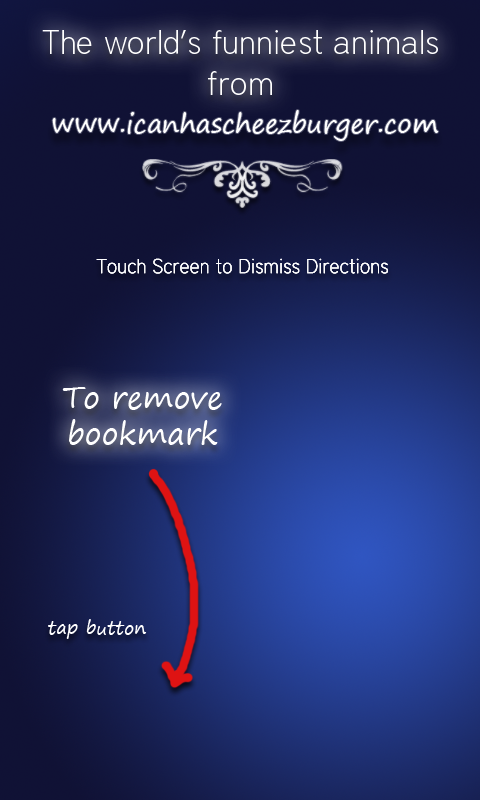 The world's funniest animals
from
www.icanhascheezburger.com
Touch Screen to Dismiss Directions
To remove
bookmark
tap button